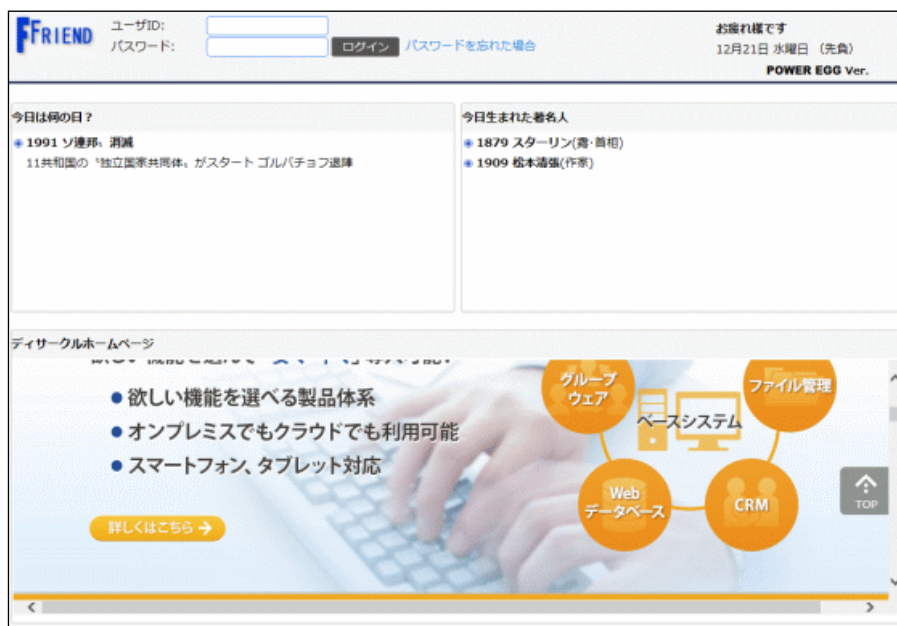 FFRIEND
ユーザID:
パスワード:
ログイン
パスワードを忘れた場合
お疲れ様です
12月21日 水曜日 （先負）
POWER EGG Ver.
今日は何の日？
1991 ソ連邦、消滅
11共和国の〝独立国家共同体〟がスタート ゴルバチョフ退陣
今日生まれた著名人
1879 スターリン(露・首相)
1909 松本清張(作家)
ディサークルホームページ
欲しい機能を選べる製品体系
オンプレミスでもクラウドでも利用可能
スマートフォン、タブレット対応
詳しくはこちら
グループ
ウェア
ファイル管理
ベースシステム
Web
データベース
CRM
TOP